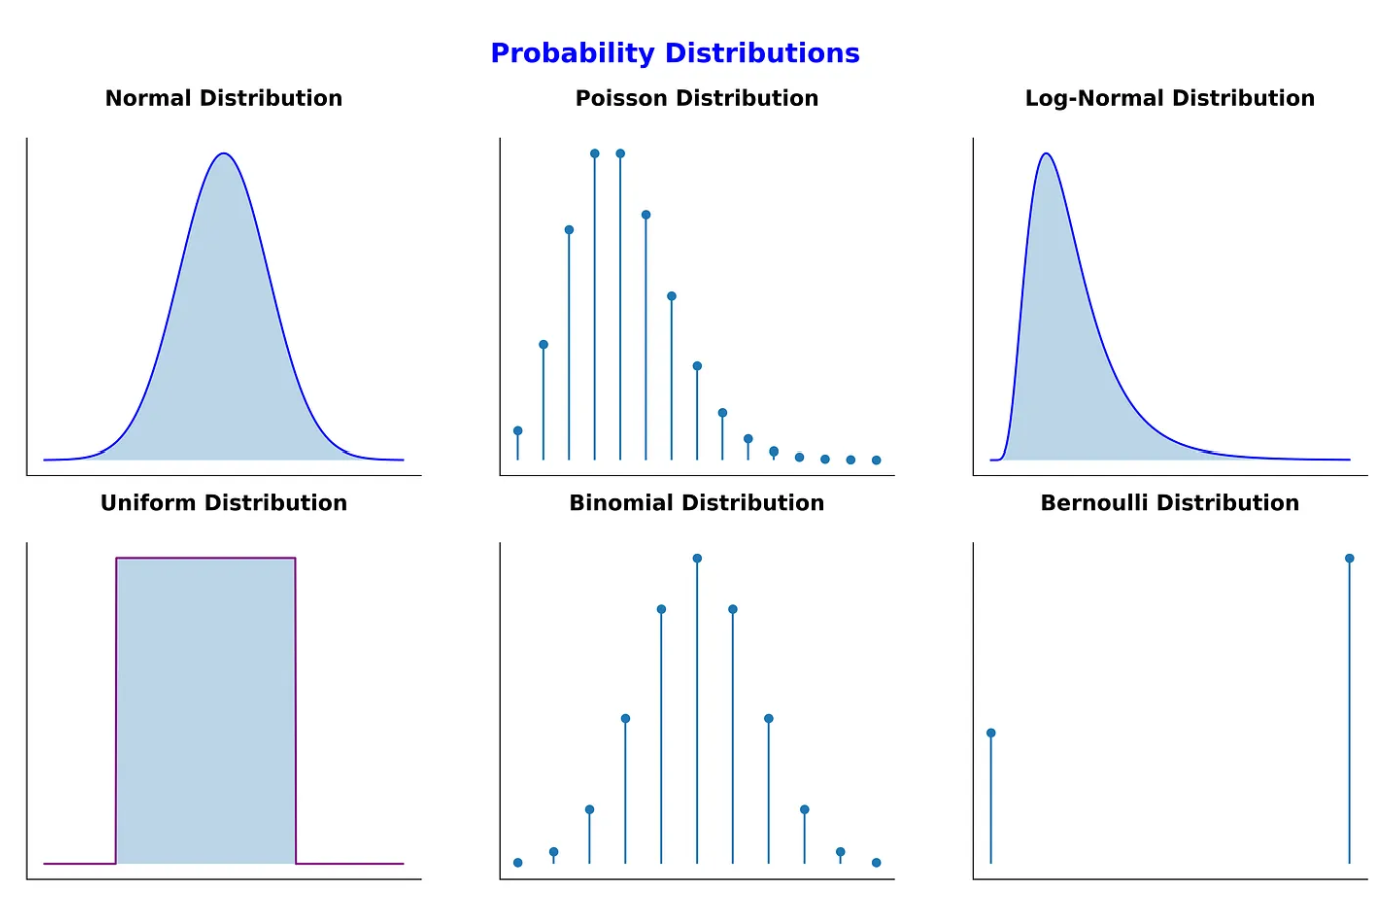 Probability Distributions
Normal Distribution
Poisson Distribution
Log-Normal Distribution
Uniform Distribution
Binomial Distribution
Bernoulli Distribution